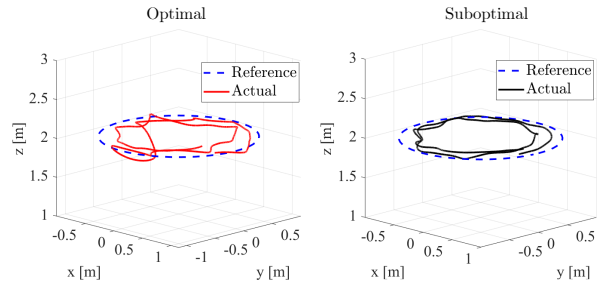 Optimal
Reference
Actual
3
2.5
2
1.5
1
z [m]
-0.5
0
0.5
1
x [m]
-1
-0.5
0
0.5
y [m]
Suboptimal
Reference
Actual
3
2.5
2
1.5
1
z [m]
-0.5
0
0.5
1
x [m]
-0.5
0
0.5
y [m]